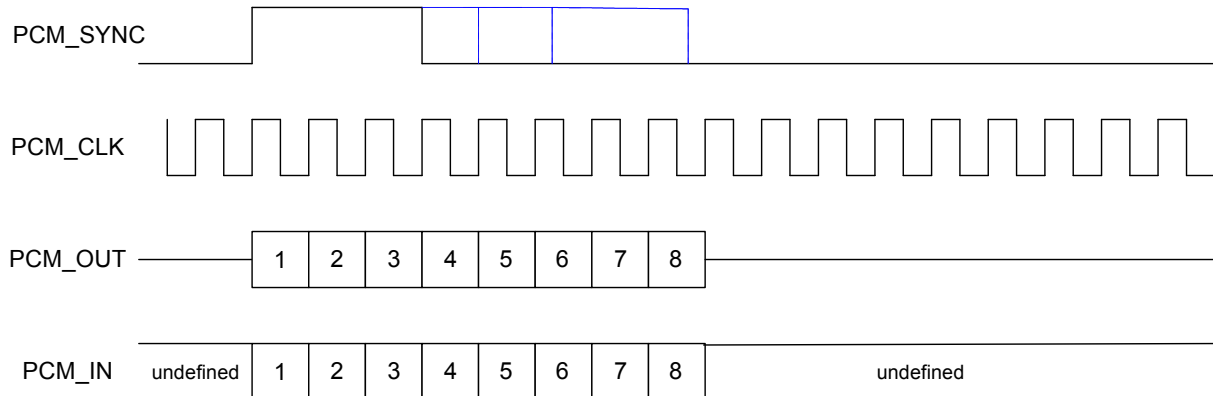 PCM_SYNC
PCM_CLK
PCM_OUT 1 2 3 4 5 6 7 8
PCM_IN undefined 1 2 3 4 5 6 7 8 undefined